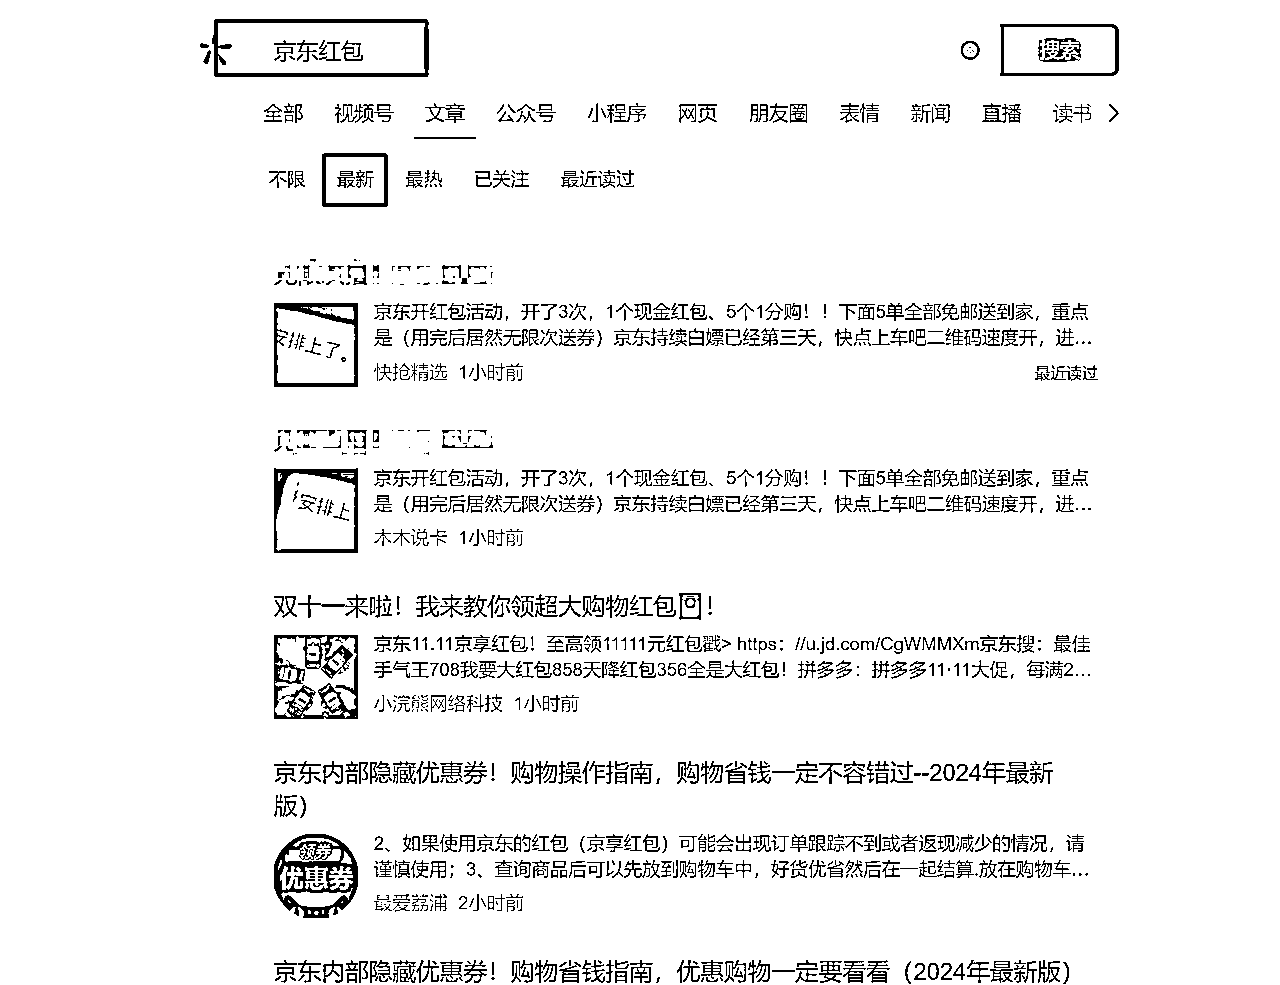 京东红包
搜索
全部 视频号 文章 公众号 小程序 网页 朋友圈 表情 新闻 直播 读书
不限 最新 最热 已关注 最近读过
京东开红包活动，开了3次，1个现金红包、5个1分购！！下面5单全部免邮送到家，重点
是（用完后居然无限次送券）京东持续白嫖已经第三天，快点上车吧二维码速度开，进...
安排上了。
快抢精选 1小时前
最近读过
京东开红包活动，开了3次，1个现金红包、5个1分购！！下面5单全部免邮送到家，重点
是（用完后居然无限次送券）京东持续白嫖已经第三天，快点上车吧二维码速度开，进...
安排上
木木说卡 1小时前
双十一来啦！我来教你领超大购物红包！
京东11.11京享红包！至高领11111元红包戳> https：//u.jd.com/CgWMMXm京东搜：最佳
手气王708我要大红包858天降红包356全是大红包！拼多多：拼多多11·11大促，每满2...
小浣熊网络科技 1小时前
京东内部隐藏优惠券！购物操作指南，购物省钱一定不容错过--2024年最新
版）
领券
优惠券
2、如果使用京东的红包（京享红包）可能会出现订单跟踪不到或者返现减少的情况，请
谨慎使用；3、查询商品后可以先放到购物车中，好货优省然后在一起结算.放在购物车...
最爱荔浦 2小时前
京东内部隐藏优惠券！购物省钱指南，优惠购物一定要看看（2024年最新版）